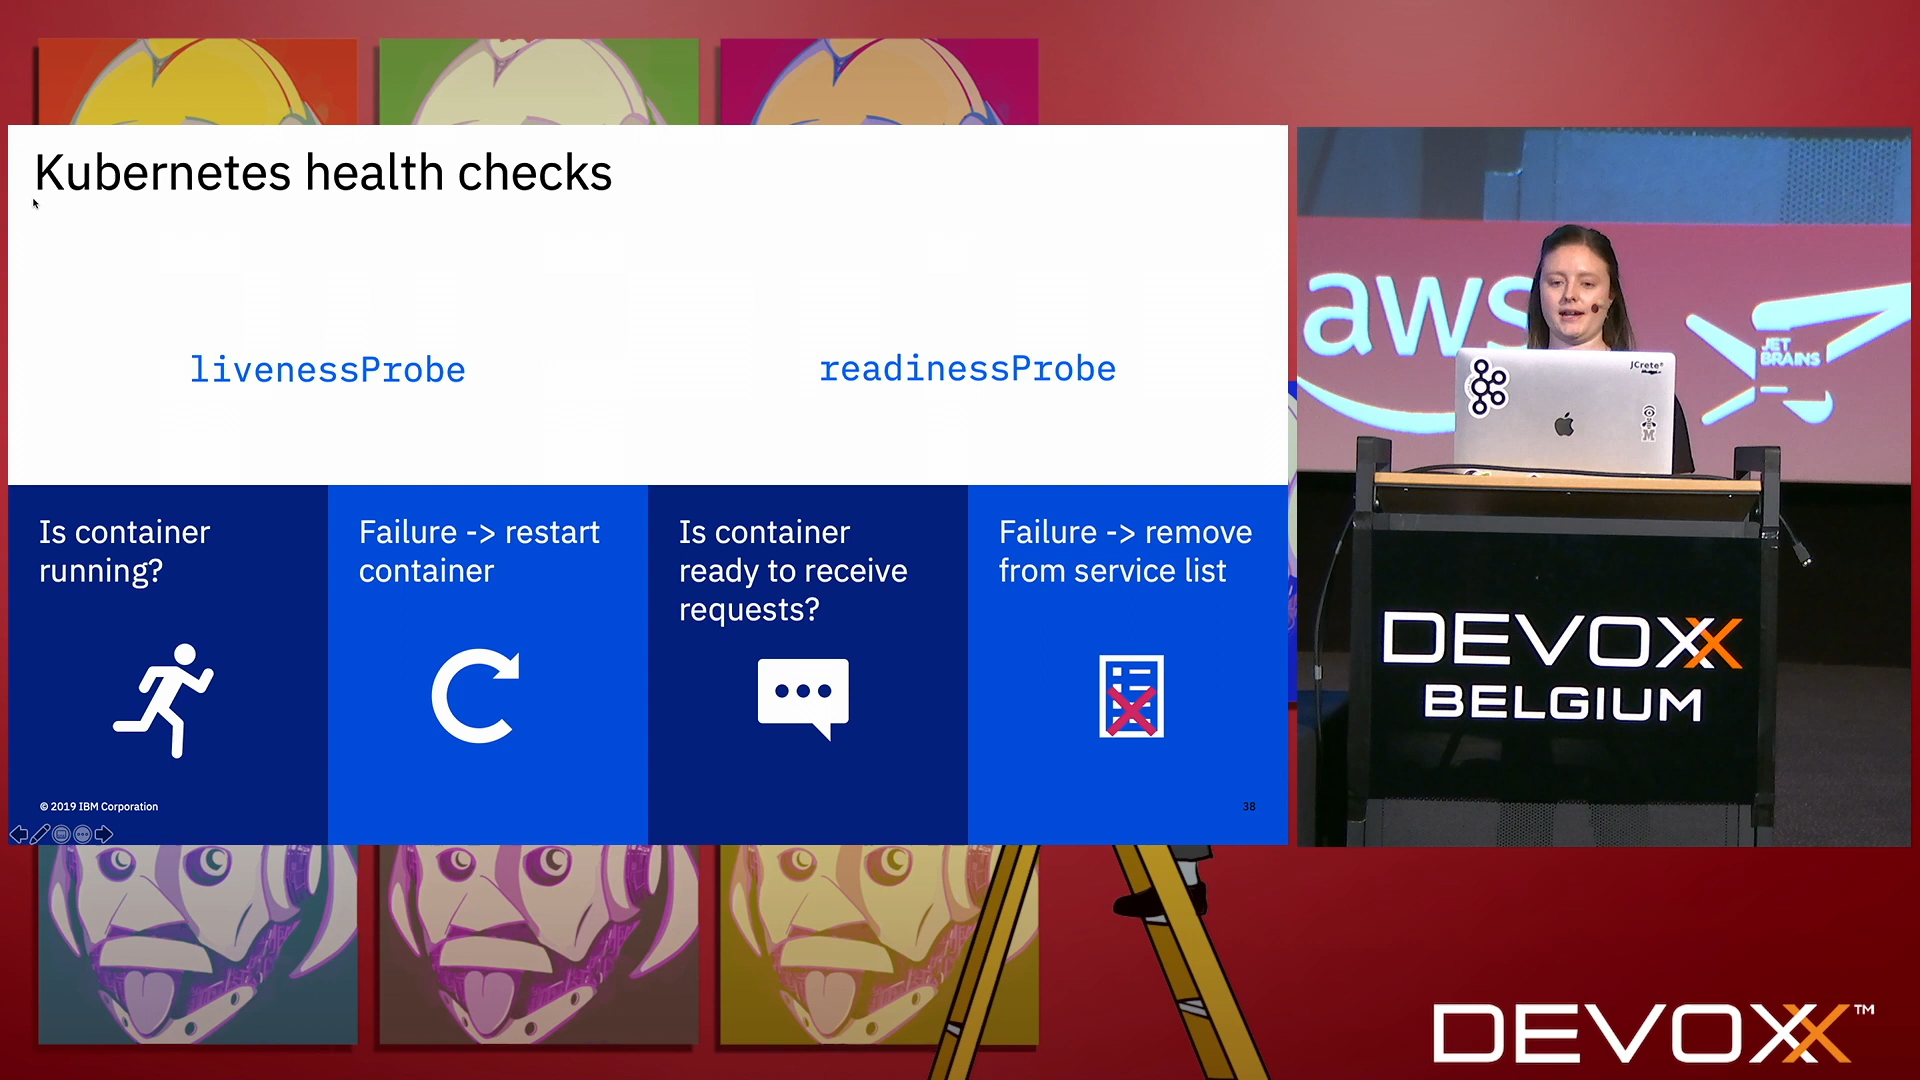 Kubernetes health checks
livenessProbe
readinessProbe
Is container
running?
Failure -> restart
container
Is container
ready to receive
requests?
Failure -> remove
from service list
© 2019 IBM Corporation
38
aws
JET
BRAINS
JCrete
M
DEVOXX
BELGIUM
DEVOXX™